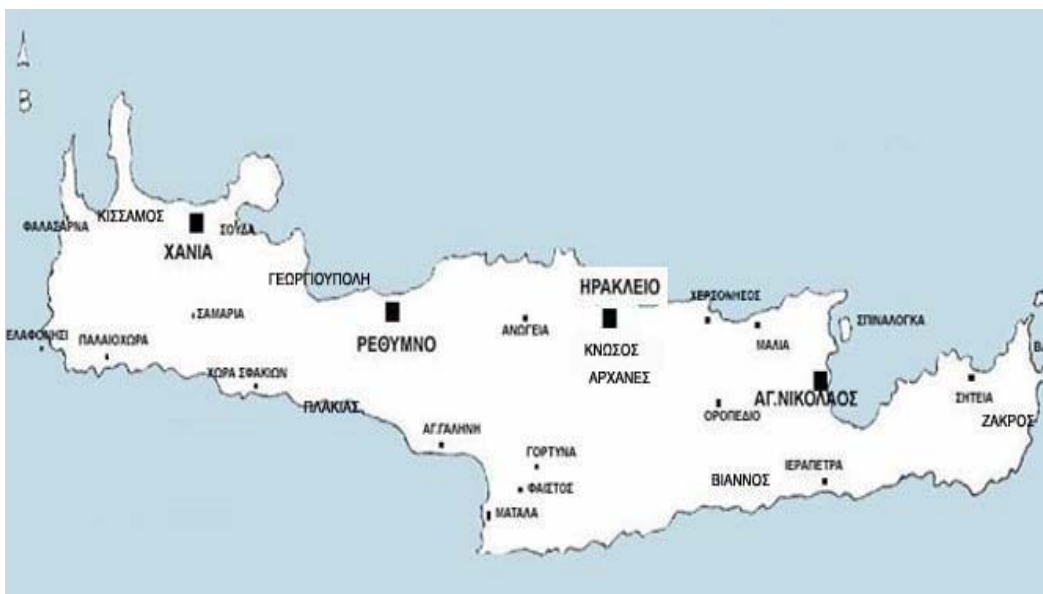 Β
ΚΙΣΣΑΜΟΣ
ΦΑΛΑΣΑΡΝΑ
ΣΟΥΔΑ
ΧΑΝΙΑ
ΓΕΩΡΓΙΟΥΠΟΛΗ
ΗΡΑΚΛΕΙΟ
ΧΕΡΣΟΝΗΣΟΣ
ΣΑΜΑΡΙΑ
ΣΠΙΝΑΛΟΓΚΑ
ΑΝΩΓΕΙΑ
ΕΛΑΦΟΝΗΣΙ
ΠΑΛΑΙΟΧΩΡΑ
ΡΕΘΥΜΝΟ
ΚΝΩΣΟΣ
ΜΑΛΙΑ
ΧΩΡΑ ΣΦΑΚΙΩΝ
ΑΡΧΑΝΕΣ
ΑΓ.ΝΙΚΟΛΑΟΣ
ΣΗΤΕΙΑ
ΠΛΑΚΙΑΣ
ΟΡΟΠΕΔΙΟ
ΖΑΚΡΟΣ
ΑΓ.ΓΑΛΗΝΗ
ΓΟΡΤΥΝΑ
ΙΕΡΑΠΕΤΡΑ
ΒΙΑΝΝΟΣ
ΦΑΙΣΤΟΣ
ΜΑΤΑΛΑ